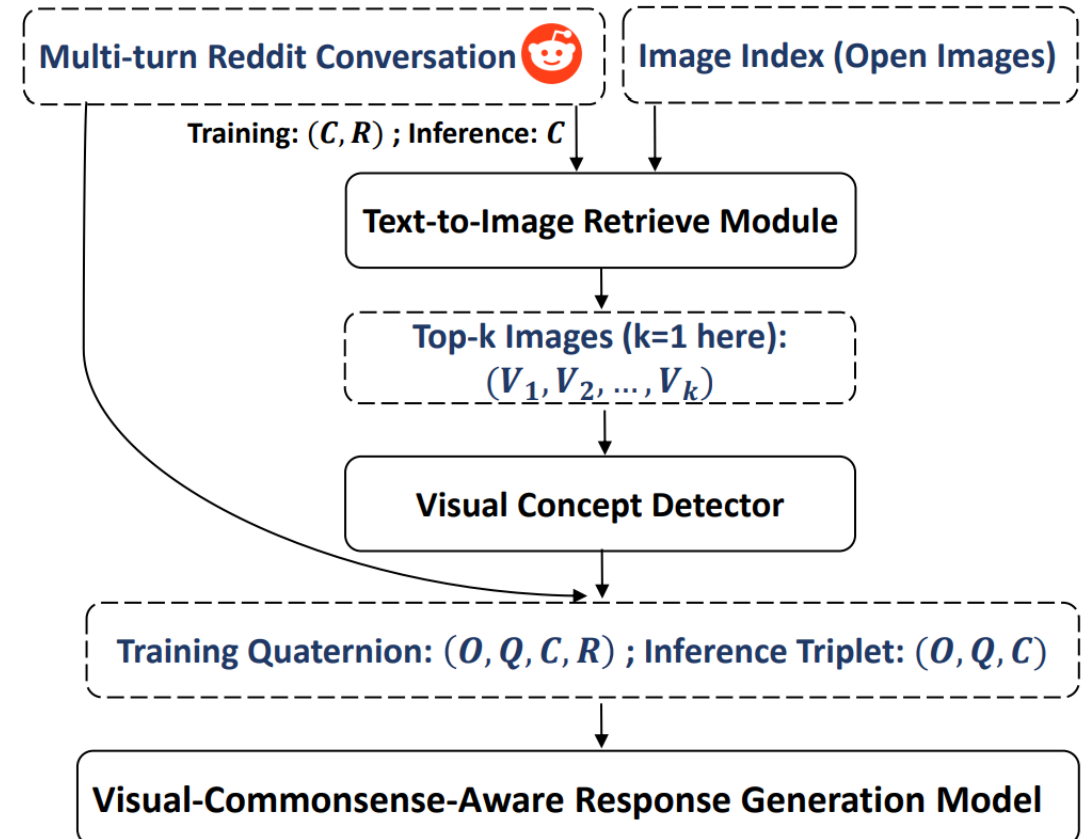 Multi-turn Reddit Conversation
Image Index (Open Images)
Training: (C, R) ; Inference: C
Text-to-Image Retrieve Module
Top-k Images (k=1 here):
(V₁, V₂, ... , Vₖ)
Visual Concept Detector
Training Quaternion: (O, Q, C, R) ; Inference Triplet: (O, Q, C)
Visual-Commonsense-Aware Response Generation Model